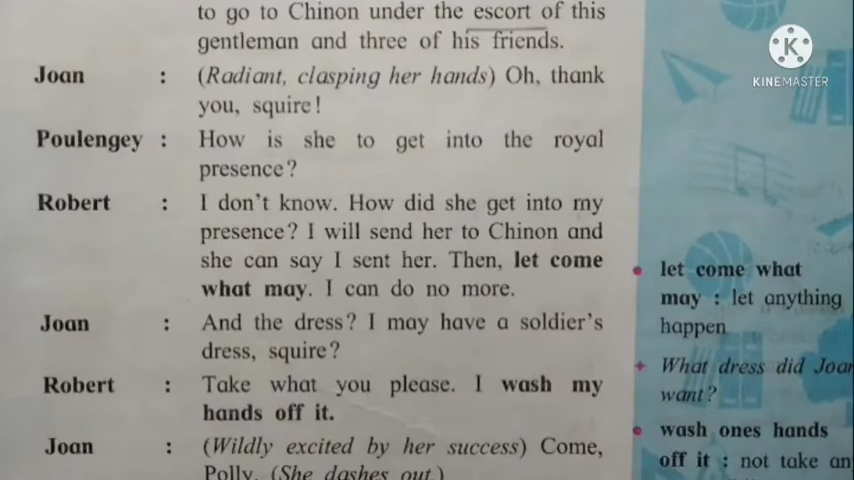 to go to Chinon under the escort of this
gentleman and three of his friends.
Joan : (Radiant, clasping her hands) Oh, thank
you, squire!
Poulengey : How is she to get into the royal
presence?
Robert : I don't know. How did she get into my
presence? I will send her to Chinon and
she can say I sent her. Then, let come
what may. I can do no more.
Joan : And the dress? I may have a soldier's
dress, squire?
Robert : Take what you please. I wash my
hands off it.
Joan : (Wildly excited by her success) Come,
Polly. (She dashes out.)
K
KINEMASTER
let come what
may : let anything
happen
What dress did Joan
want?
wash ones hands
off it : not take an